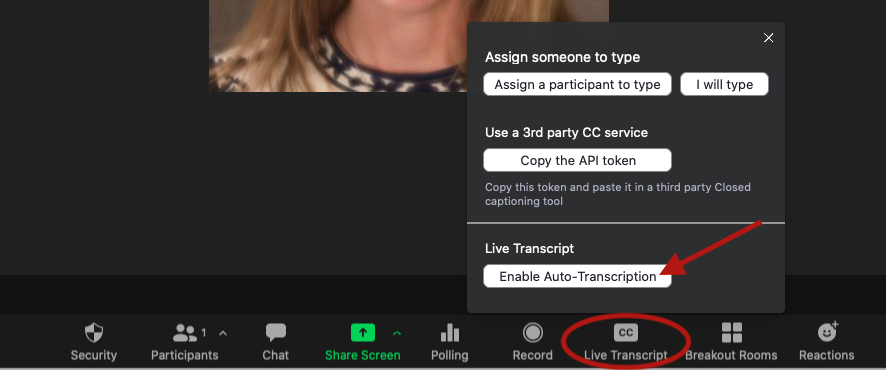 Assign someone to type
Assign a participant to type
I will type
Use a 3rd party CC service
Copy the API token
Copy this token and paste it in a third party Closed
captioning tool
Live Transcript
Enable Auto-Transcription
1
CC
Security
Participants
Chat
Share Screen
Polling
Record
Live Transcript
Breakout Rooms
Reactions